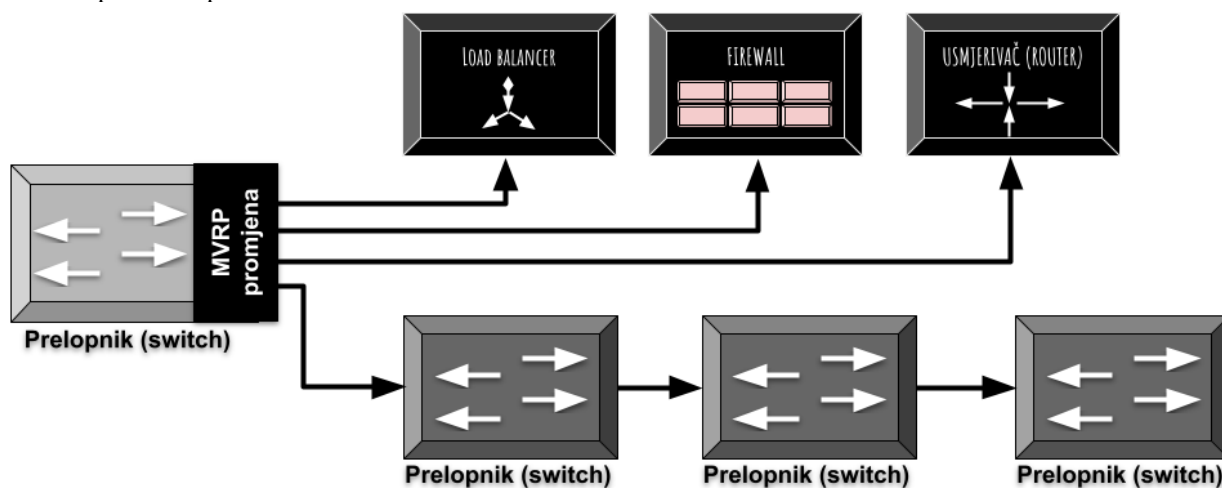 LOAD BALANCER
FIREWALL
USMJERIVAČ (ROUTER)
MVRP
promjena
Prelopnik (switch)
Prelopnik (switch)
Prelopnik (switch)
Prelopnik (switch)